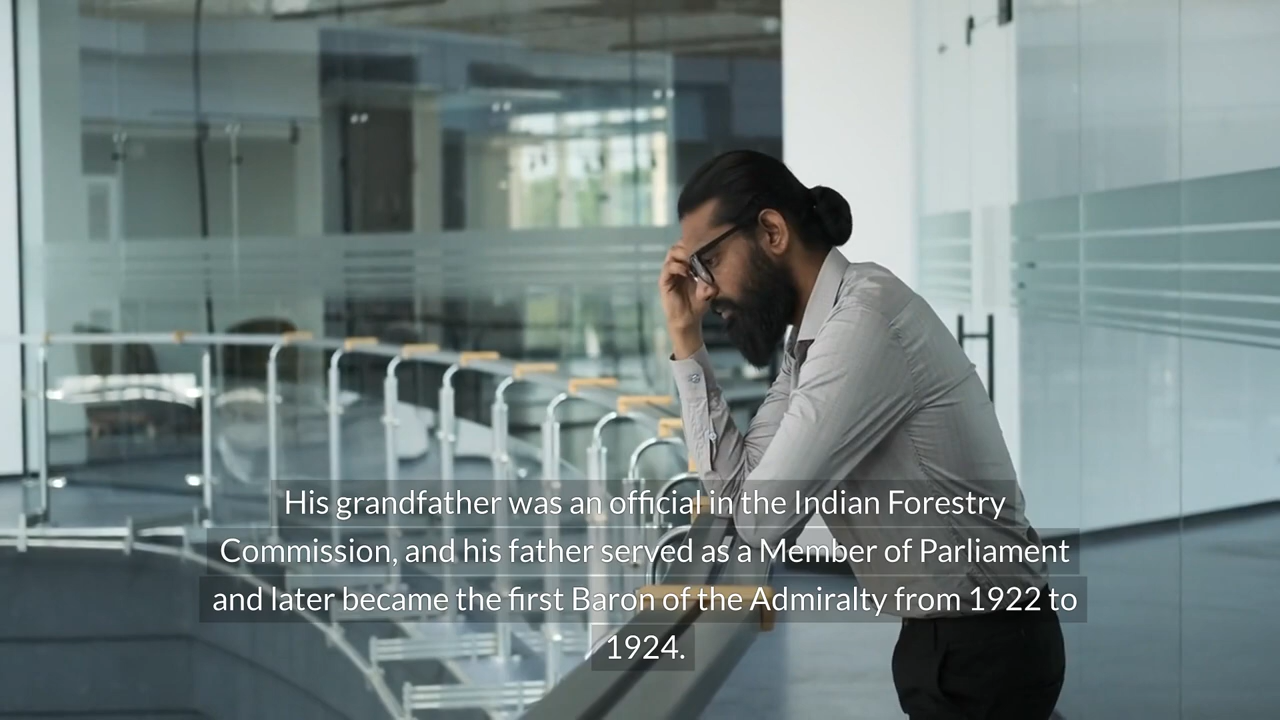 His grandfather was an official in the Indian Forestry
Commission, and his father served as a Member of Parliament
and later became the first Baron of the Admiralty from 1922 to
1924.